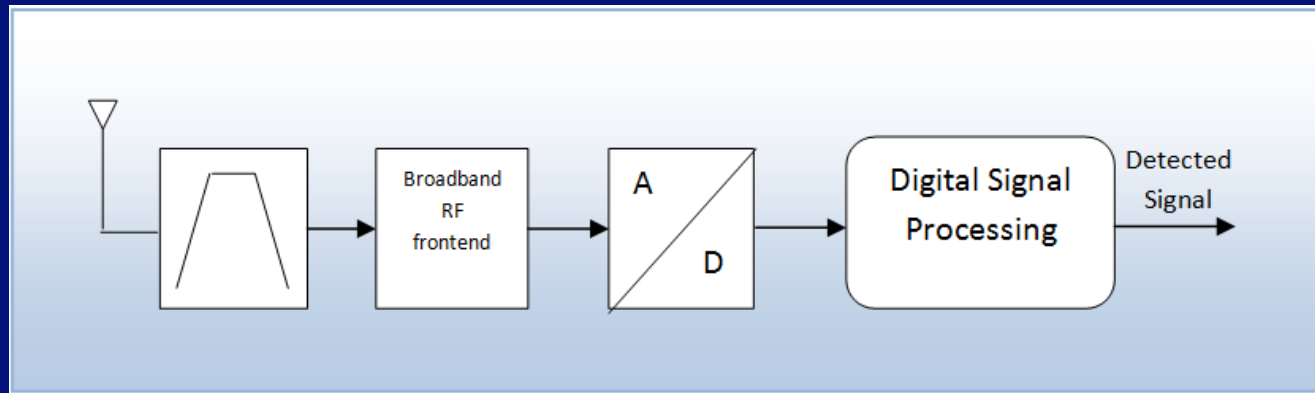 Broadband
RF
frontend
A
D
Digital Signal
Processing
Detected
Signal